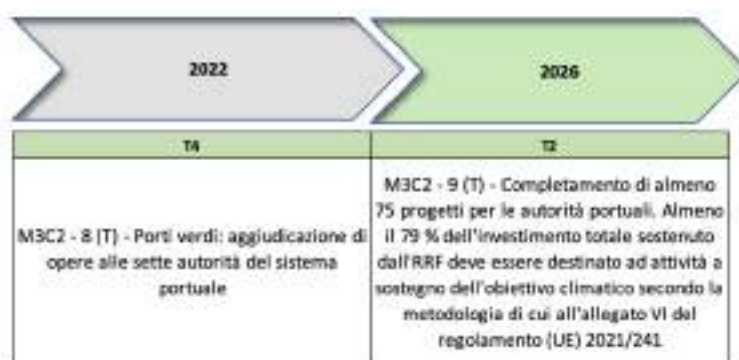 2022
2026
T4
T2
M3C2 - 8 (T) - Porti verdi: aggiudicazione di
opere alle sette autorità del sistema
portuale
M3C2 - 9 (T) - Completamento di almeno
75 progetti per le autorità portuali. Almeno
il 79 % dell'investimento totale sostenuto
dall'RRF deve essere destinato ad attività a
sostegno dell'obiettivo climatico secondo la
metodologia di cui all'allegato VI del
regolamento (UE) 2021/241